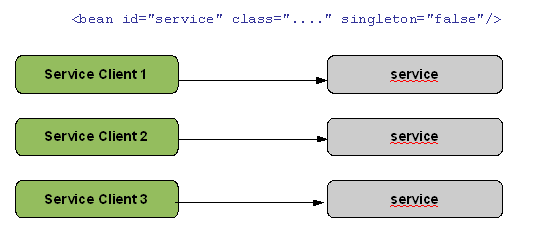 <bean id="service" class="...." singleton="false"/>
Service Client 1
service
Service Client 2
service
Service Client 3
service